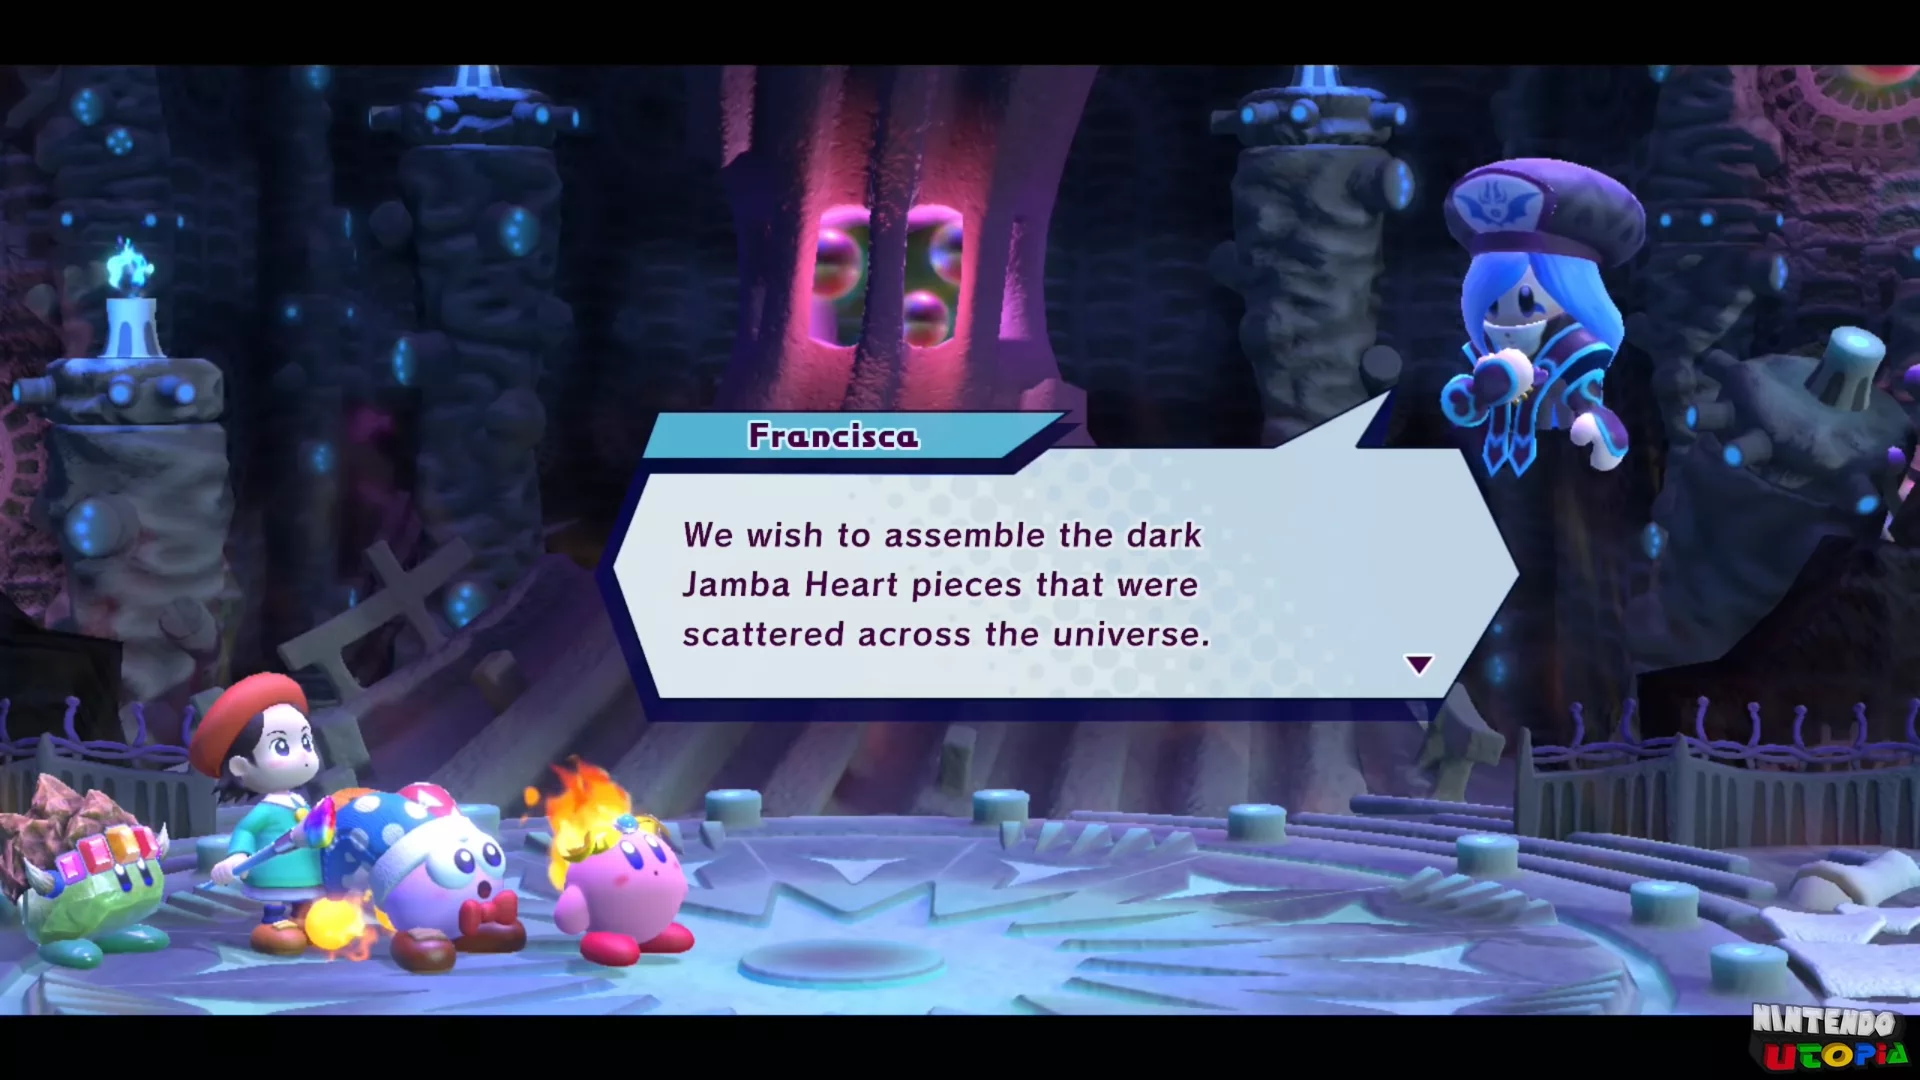 Francisca
We wish to assemble the dark
Jamba Heart pieces that were
scattered across the universe.
NINTENDO
UTOPIA